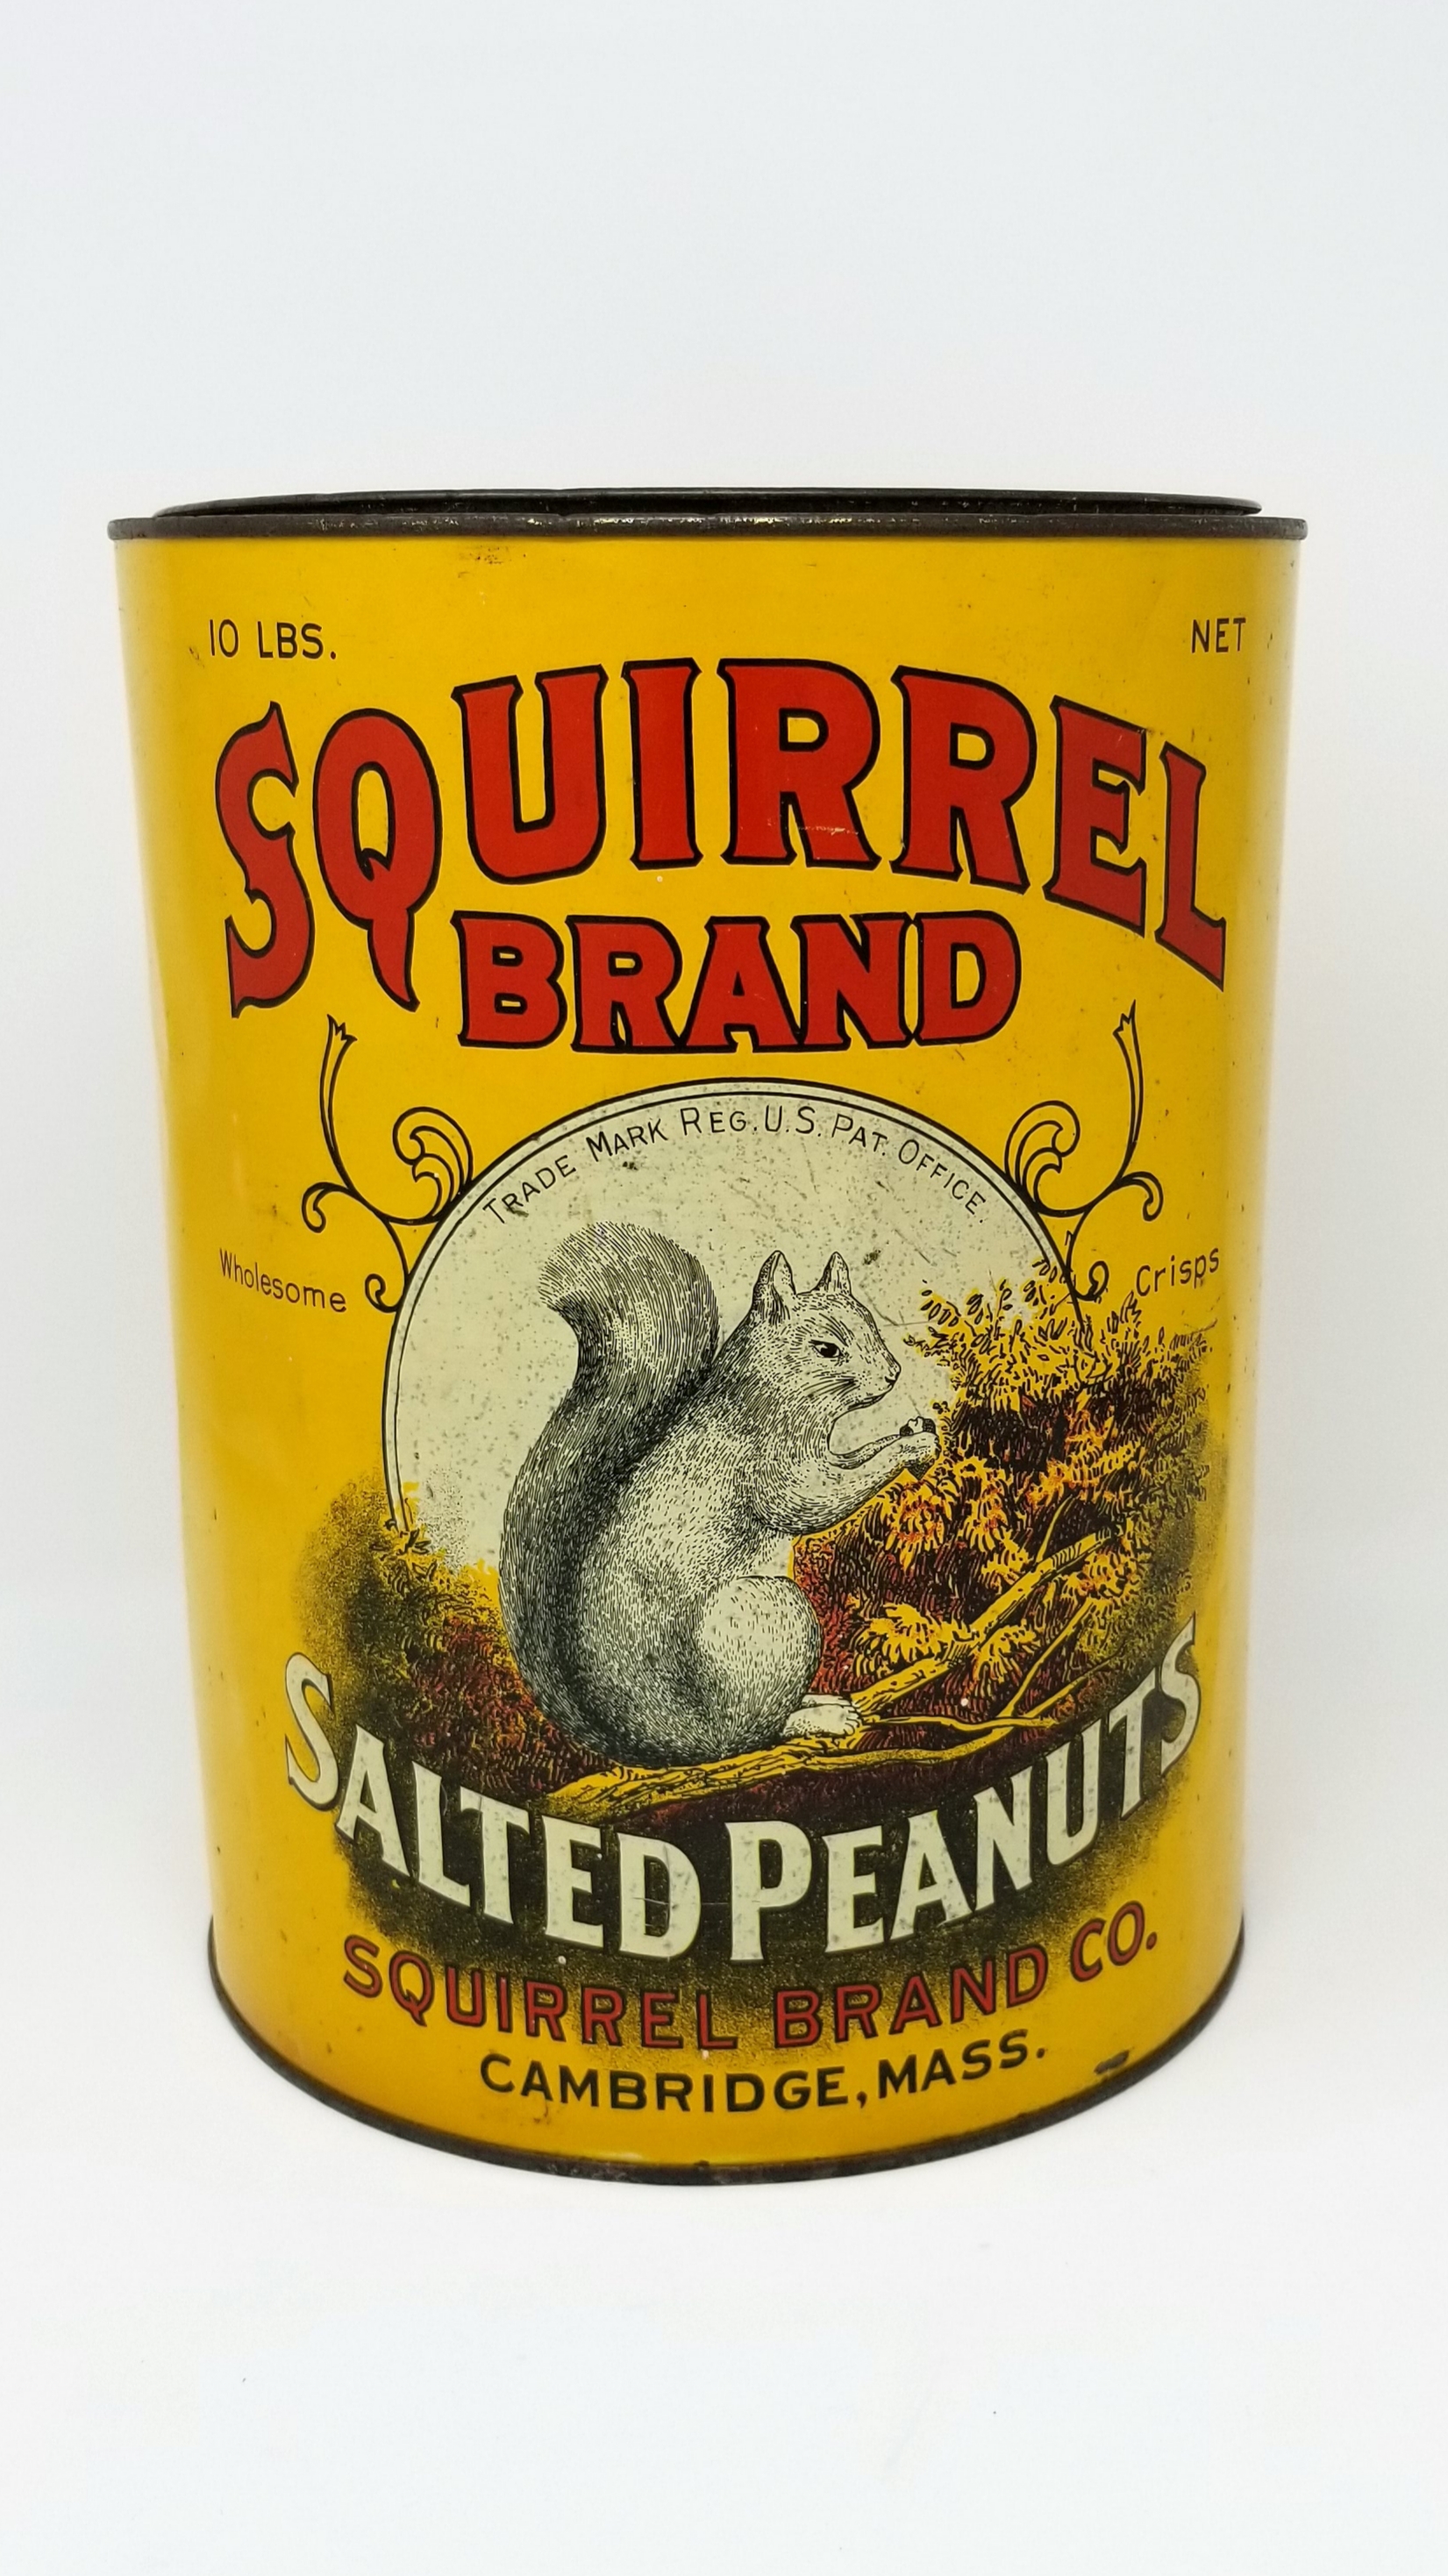 10 LBS. NET
SQUIRREL
BRAND
TRADE MARK REG. U.S. PAT. OFFICE.
Wholesome Crisps
SALTED PEANUTS
SQUIRREL BRAND CO.
CAMBRIDGE, MASS.